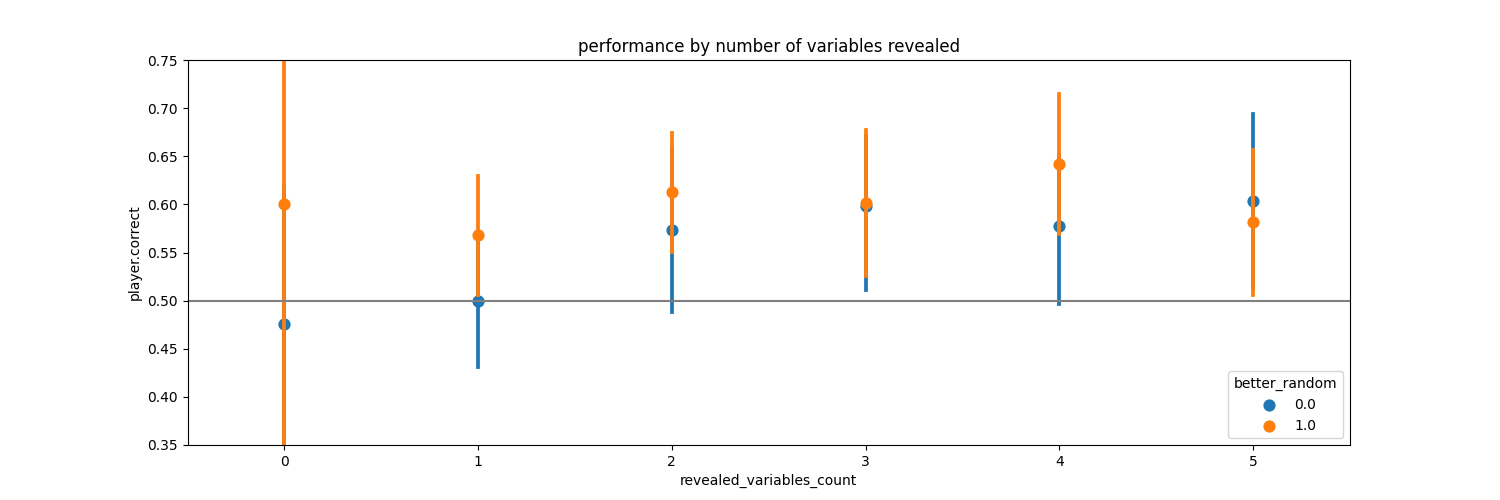 performance by number of variables revealed
0.75
0.70
0.65
0.60
0.55
0.50
0.45
0.40
0.35
player.correct
0 1 2 3 4 5
revealed_variables_count
better_random
0.0
1.0